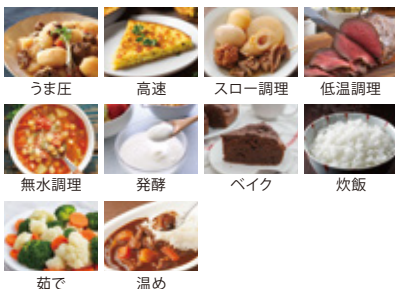 うま圧
高速
スロー調理
低温調理
無水調理
発酵
ベイク
炊飯
茹で
温め